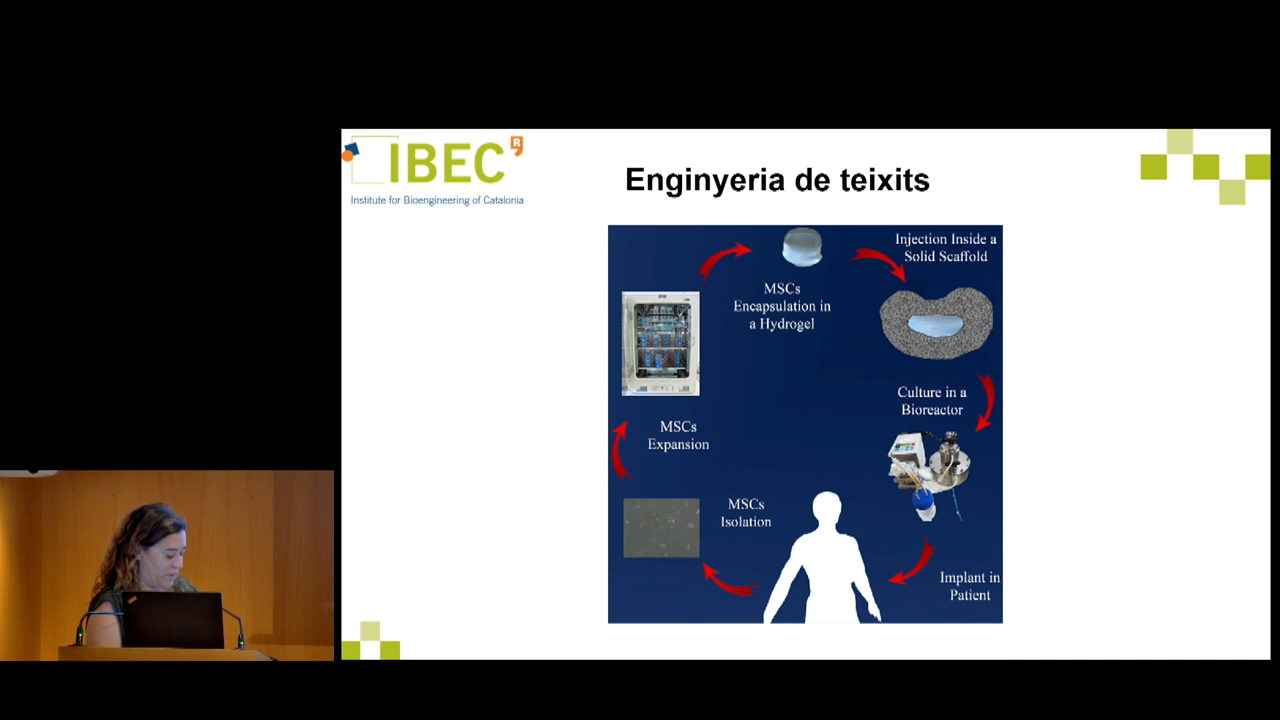 IBEC R
Institute for Bioengineering of Catalonia
Enginyeria de teixits
Injection Inside a
Solid Scaffold
MSCs
Encapsulation in
a Hydrogel
Culture in a
Bioreactor
MSCs
Expansion
MSCs
Isolation
Implant in
Patient